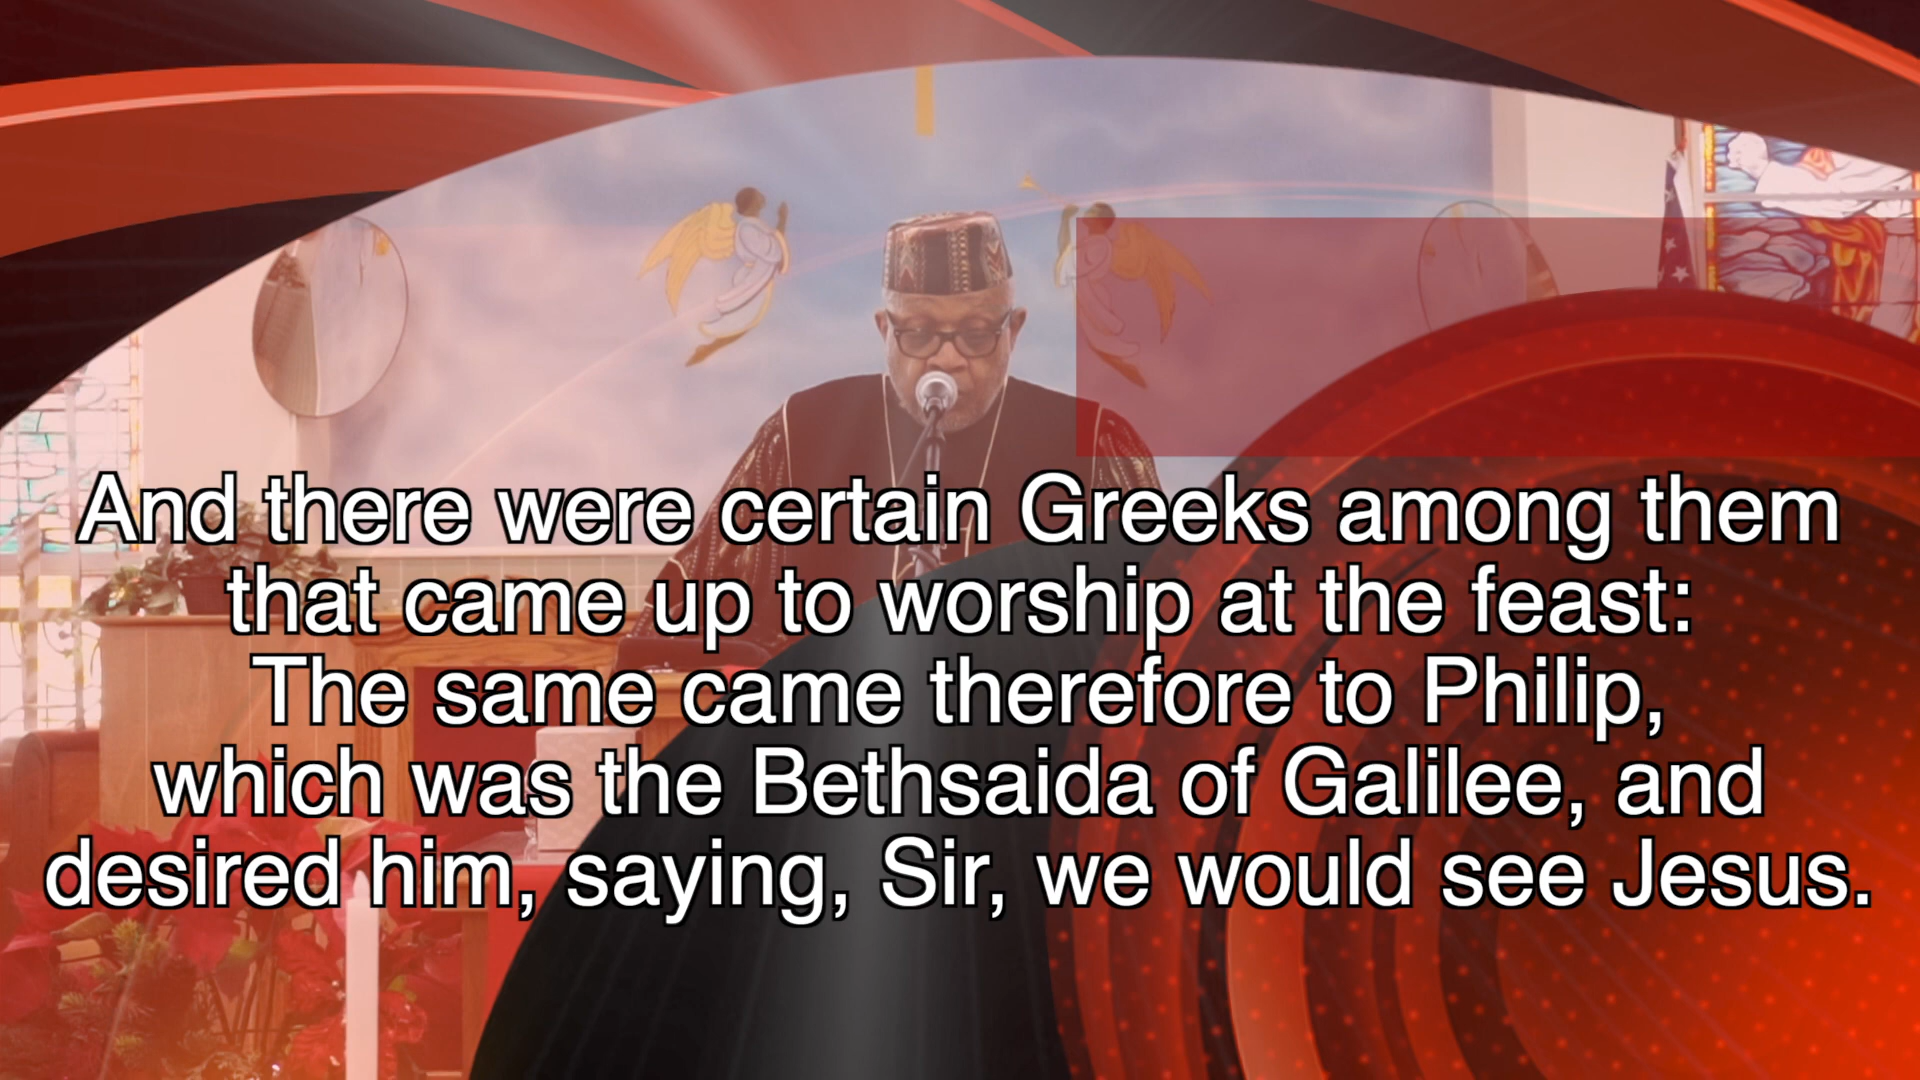 And there were certain Greeks among them
that came up to worship at the feast:
The same came therefore to Philip,
which was the Bethsaida of Galilee, and
desired him, saying, Sir, we would see Jesus.